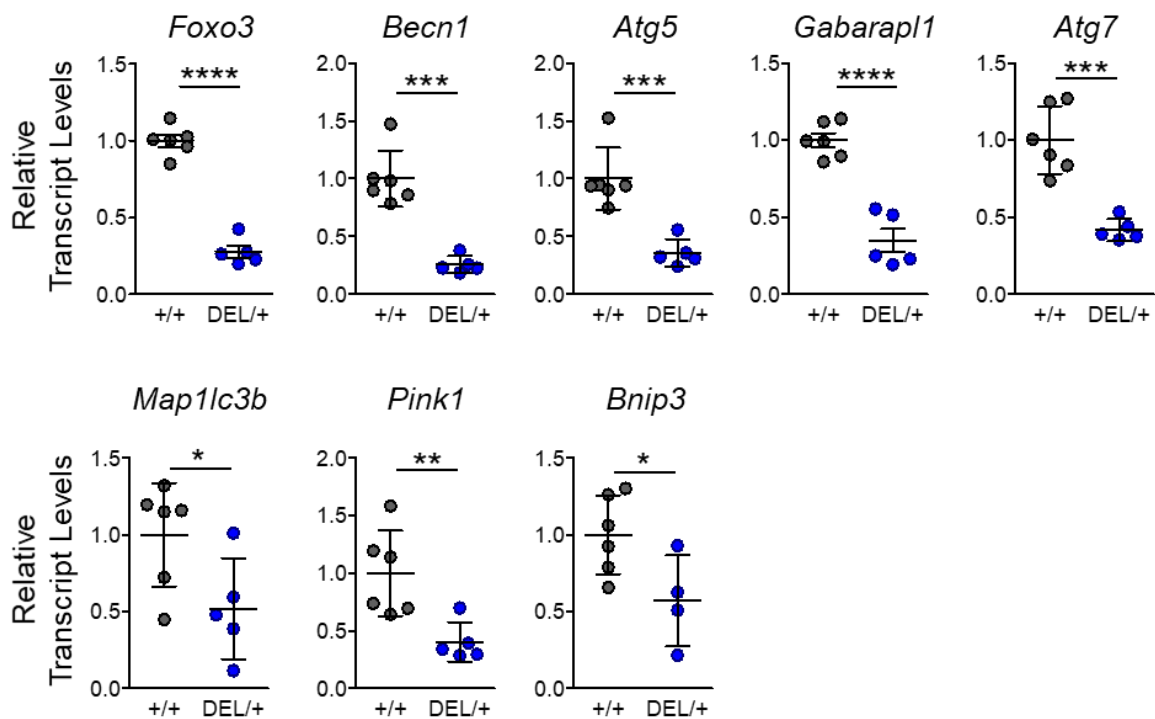 Foxo3 Becn1 Atg5 Gabarapl1 Atg7
Relative
Transcript Levels
1.5 2.0 2.0 1.5 1.5
**** *** *** **** ***
1.5 1.5
1.0 1.0 1.0
1.0 1.0
0.5 0.5 0.5
0.5 0.5
0.0 0.0 0.0 0.0 0.0
+/+ DEL/+ +/+ DEL/+ +/+ DEL/+ +/+ DEL/+ +/+ DEL/+
Map1lc3b Pink1 Bnip3
Relative
Transcript Levels
* ** *
1.5 2.0 1.5
1.5
1.0 1.0
1.0
0.5 0.5
0.5
0.0 0.0 0.0
+/+ DEL/+ +/+ DEL/+ +/+ DEL/+